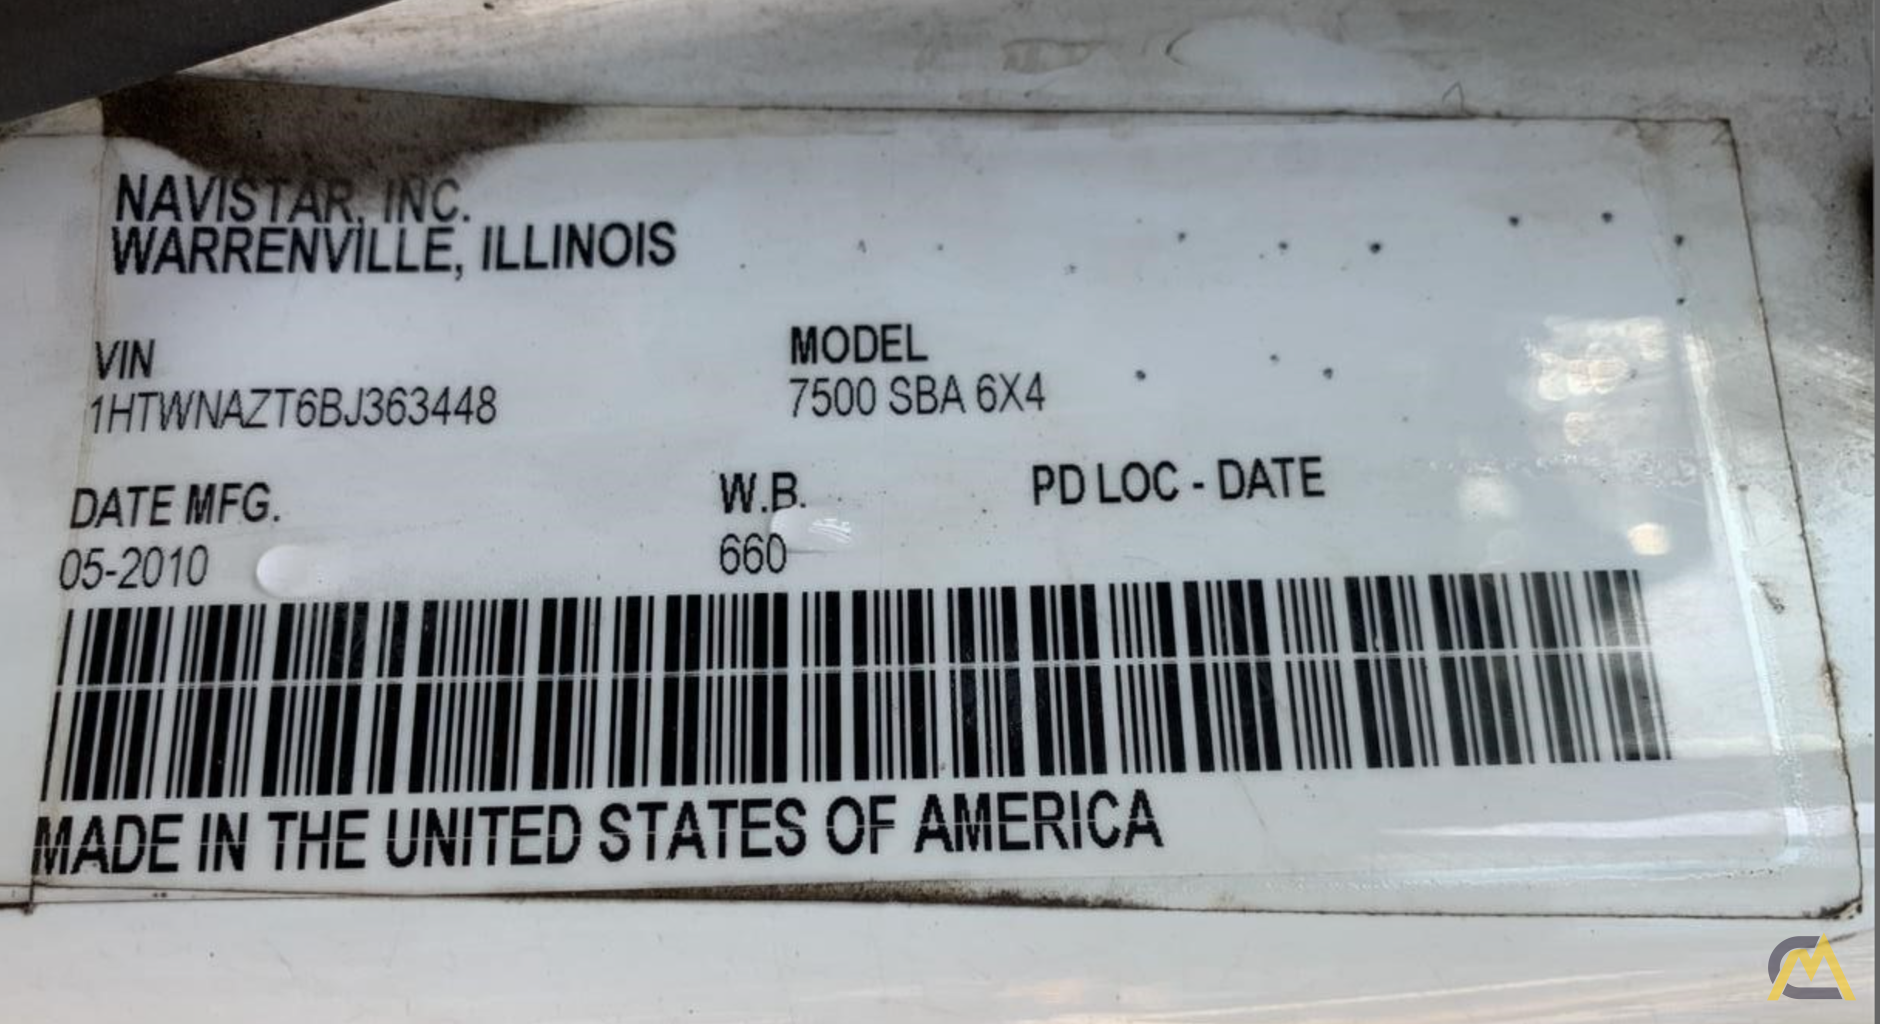 NAVISTAR, INC.
WARRENVILLE, ILLINOIS
VIN
1HTWNAZT6BJ363448
MODEL
7500 SBA 6X4
DATE MFG.
05-2010
W.B.
660
PD LOC - DATE
MADE IN THE UNITED STATES OF AMERICA